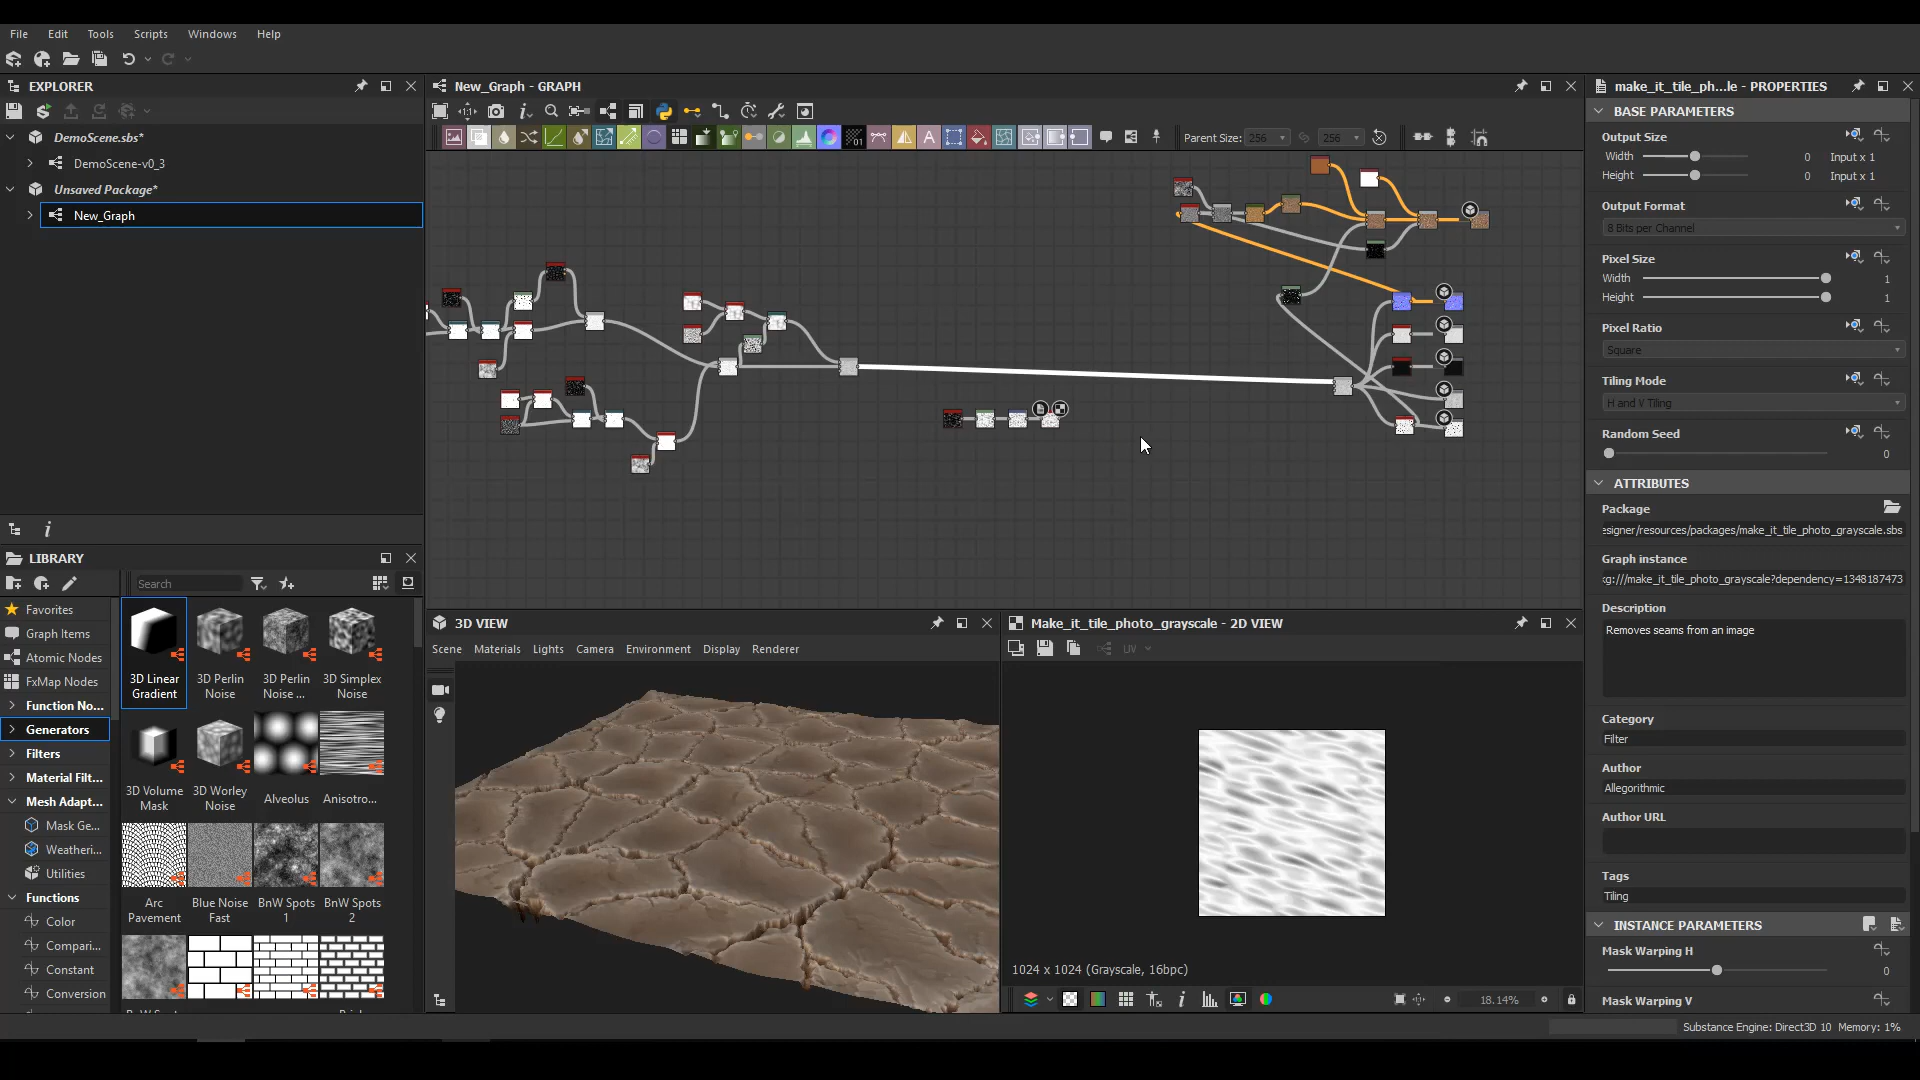 File Edit Tools Scripts Windows Help
EXPLORER
DemoScene.sbs*
DemoScene-v0_3
Unsaved Package*
New_Graph
LIBRARY
Search
Favorites
Graph Items
Atomic Nodes
FxMap Nodes
Function No...
Generators
Filters
Material Filt...
Mesh Adapt...
Mask Ge...
Weatheri...
Utilities
Functions
Color
Compari...
Constant
Conversion
3D Linear Gradient
3D Perlin Noise
3D Perlin Noise ...
3D Simplex Noise
3D Volume Mask
3D Worley Noise
Alveolus
Anisotro...
Arc Pavement
Blue Noise Fast
BnW Spots 1
BnW Spots 2
New_Graph - GRAPH
Parent Size: 256 256
3D VIEW
Scene Materials Lights Camera Environment Display Renderer
Make_it_tile_photo_grayscale - 2D VIEW
UV
1024 x 1024 (Grayscale, 16bpc)
18.14%
make_it_tile_ph...le - PROPERTIES
BASE PARAMETERS
Output Size
Width 0 Input x 1
Height 0 Input x 1
Output Format
8 Bits per Channel
Pixel Size
Width 1
Height 1
Pixel Ratio
Square
Tiling Mode
H and V Tiling
Random Seed
0
ATTRIBUTES
Package
esigner/resources/packages/make_it_tile_photo_grayscale.sbs
Graph instance
kg:///make_it_tile_photo_grayscale?dependency=1348187473
Description
Removes seams from an image
Category
Filter
Author
Allegorithmic
Author URL
Tags
Tiling
INSTANCE PARAMETERS
Mask Warping H
0
Mask Warping V
Substance Engine: Direct3D 10 Memory: 1%